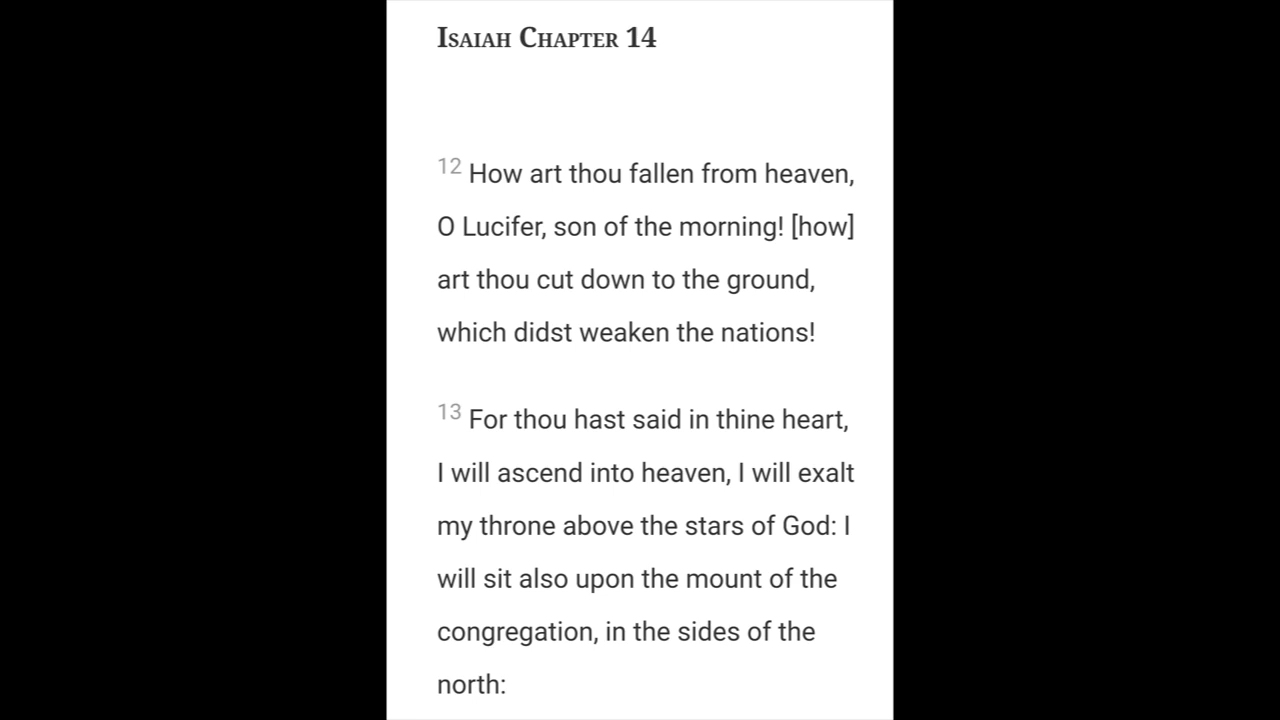 Isaiah Chapter 14
12 How art thou fallen from heaven,
O Lucifer, son of the morning! [how]
art thou cut down to the ground,
which didst weaken the nations!
13 For thou hast said in thine heart,
I will ascend into heaven, I will exalt
my throne above the stars of God: I
will sit also upon the mount of the
congregation, in the sides of the
north: